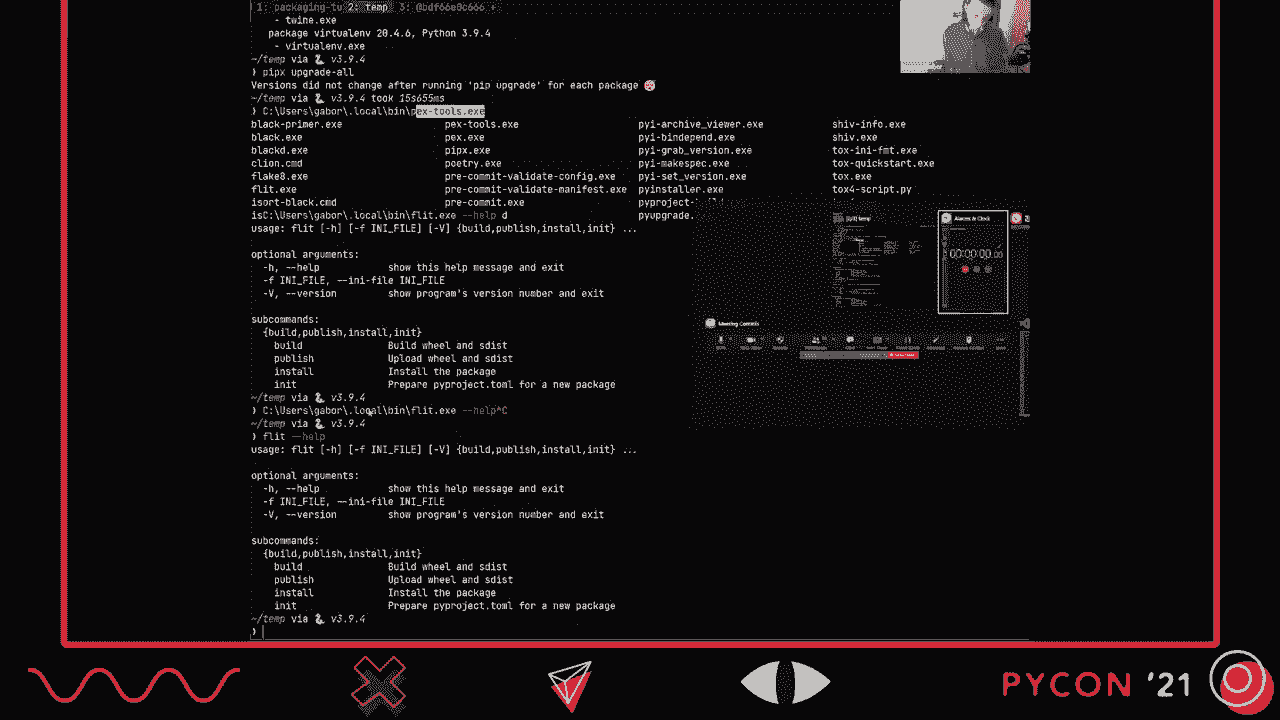 1: packaging-tu 2: temp 3: @bdf66e0c666
- twine.exe
package virtualenv 20.4.6, Python 3.9.4
- virtualenv.exe
~/temp via 🐍 v3.9.4
❯ pipx upgrade-all
Versions did not change after running 'pip upgrade' for each package
~/temp via 🐍 v3.9.4 took 15s655ms
❯ C:\Users\gabor\.local\bin\pex-tools.exe
black-primer.exe pex-tools.exe pyi-archive_viewer.exe shiv-info.exe
black.exe pex.exe pyi-bindepend.exe shiv.exe
blackd.exe pipx.exe pyi-grab_version.exe tox-ini-fmt.exe
clion.cmd poetry.exe pyi-makespec.exe tox-quickstart.exe
flake8.exe pre-commit-validate-config.exe pyi-set_version.exe tox.exe
flit.exe pre-commit-validate-manifest.exe pyinstaller.exe tox4-script.py
isort-black.cmd pre-commit.exe
isC:\Users\gabor\.local\bin\flit.exe --help d pyupgrade.
usage: flit [-h] [-f INI_FILE] [-V] {build,publish,install,init} ...
optional arguments:
-h, --help show this help message and exit
-f INI_FILE, --ini-file INI_FILE
-V, --version show program's version number and exit
subcommands:
{build,publish,install,init}
build Build wheel and sdist
publish Upload wheel and sdist
install Install the package
init Prepare pyproject.toml for a new package
~/temp via 🐍 v3.9.4
❯ C:\Users\gabor\.local\bin\flit.exe --help^C
~/temp via 🐍 v3.9.4
❯ flit --help
usage: flit [-h] [-f INI_FILE] [-V] {build,publish,install,init} ...
optional arguments:
-h, --help show this help message and exit
-f INI_FILE, --ini-file INI_FILE
-V, --version show program's version number and exit
subcommands:
{build,publish,install,init}
build Build wheel and sdist
publish Upload wheel and sdist
install Install the package
init Prepare pyproject.toml for a new package
~/temp via 🐍 v3.9.4
❯
temp
Alarms & Clock
00:00:00.00
Meeting Controls
PYCON '21